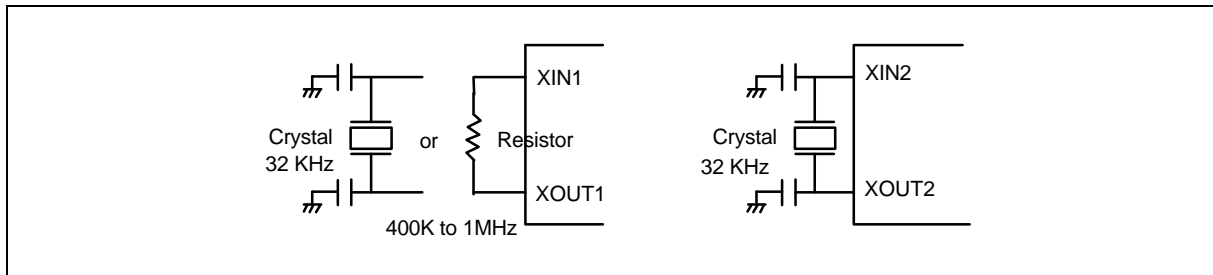 XIN1
Crystal
32 KHz
or
Resistor
XOUT1
400K to 1MHz
XIN2
Crystal
32 KHz
XOUT2